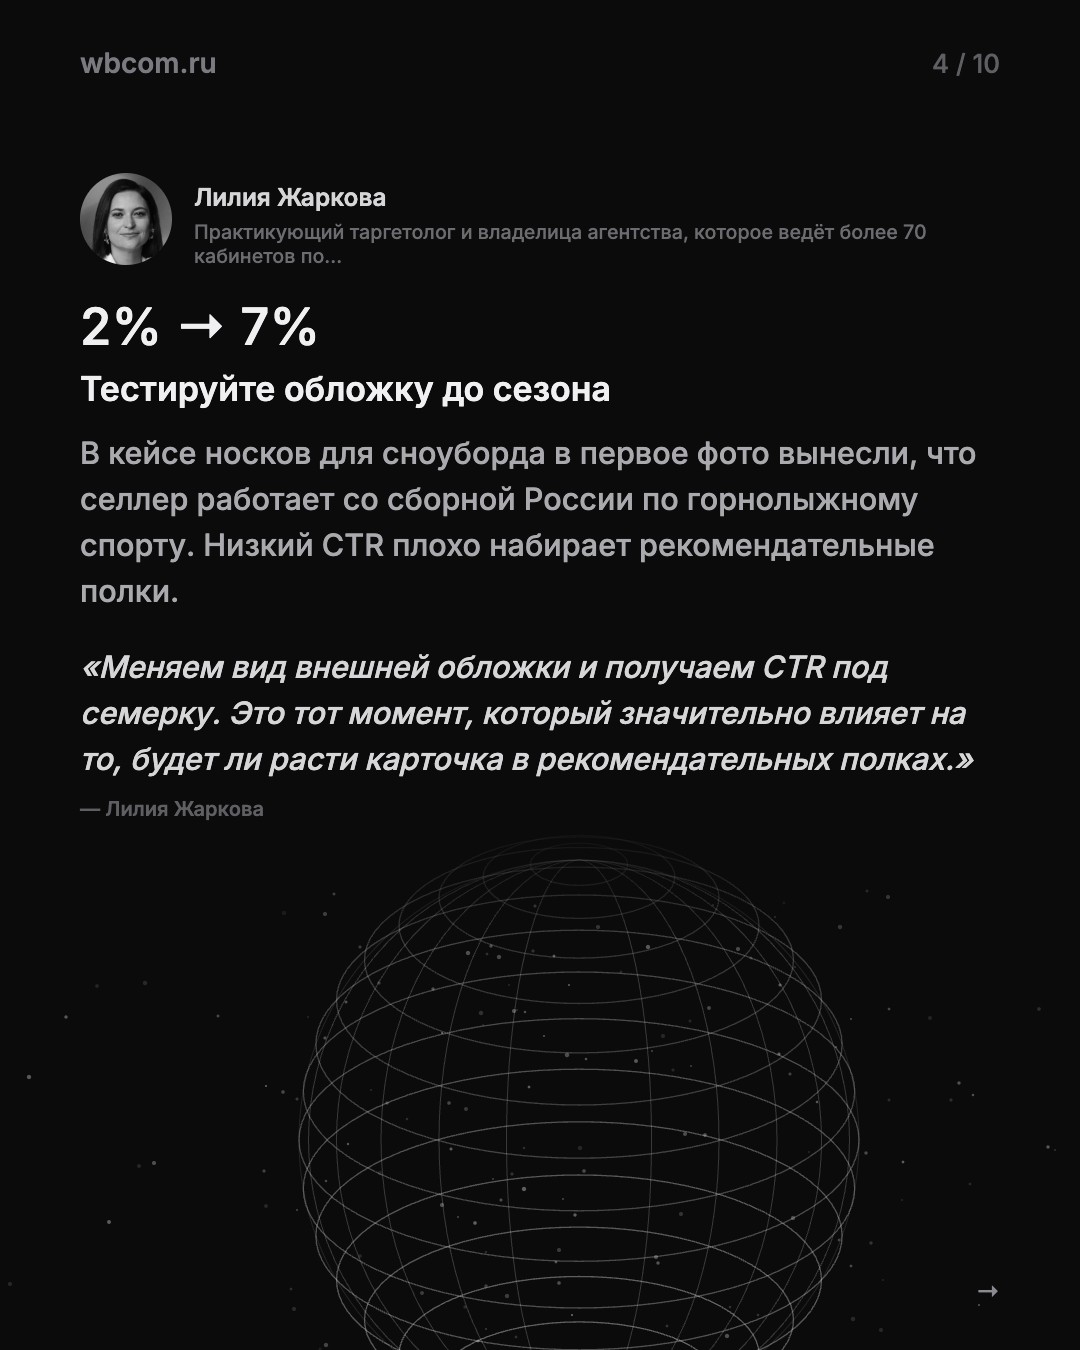 wbcom.ru
4 / 10
Лилия Жаркова
Практикующий таргетолог и владелица агентства, которое ведёт более 70
кабинетов по...
2% → 7%
Тестируйте обложку до сезона
В кейсе носков для сноуборда в первое фото вынесли, что
селлер работает со сборной России по горнолыжному
спорту. Низкий CTR плохо набирает рекомендательные
полки.
«Меняем вид внешней обложки и получаем CTR под
семерку. Это тот момент, который значительно влияет на
то, будет ли расти карточка в рекомендательных полках.»
— Лилия Жаркова
→